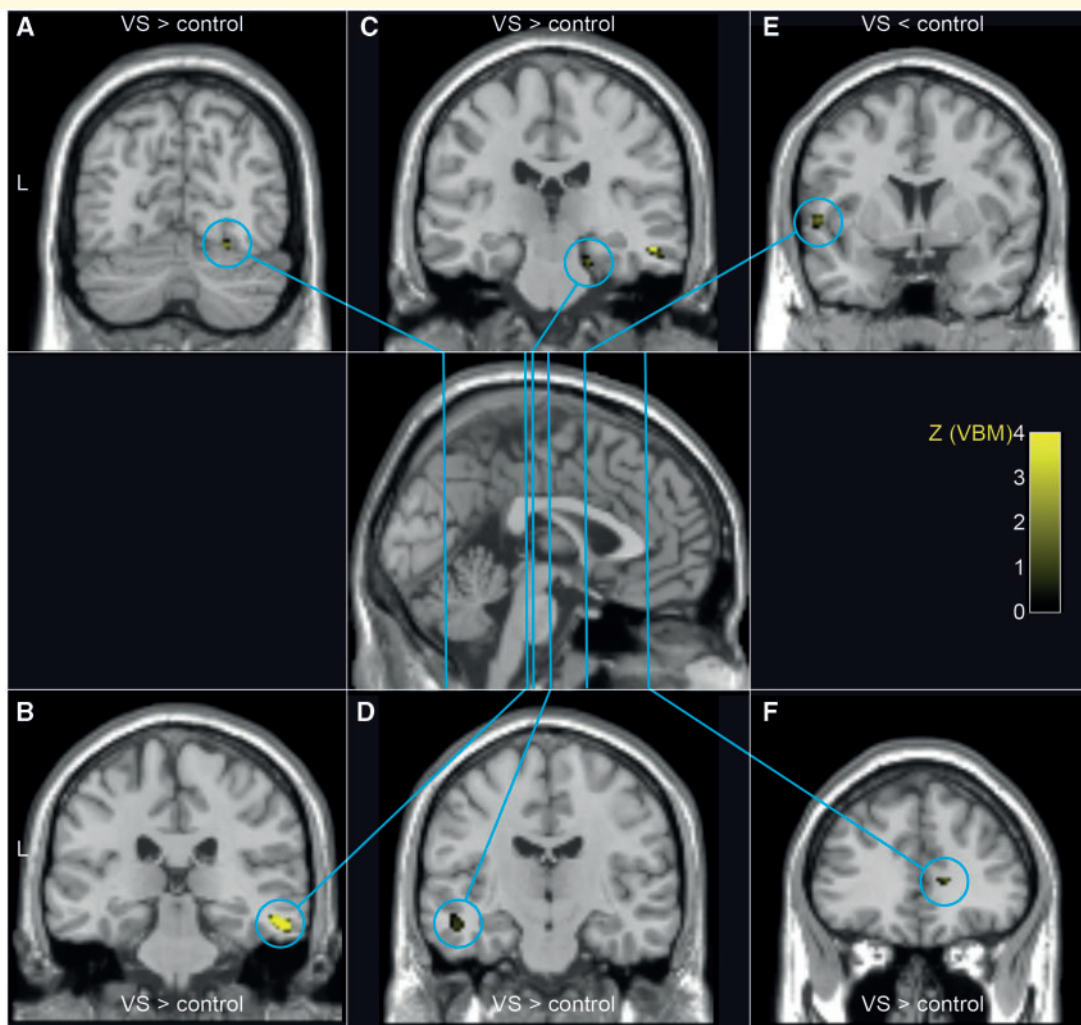 A VS > control
C VS > control
E VS < control
L
Z (VBM) 4
3
2
1
0
B
D
F
L
VS > control
VS > control
VS > control